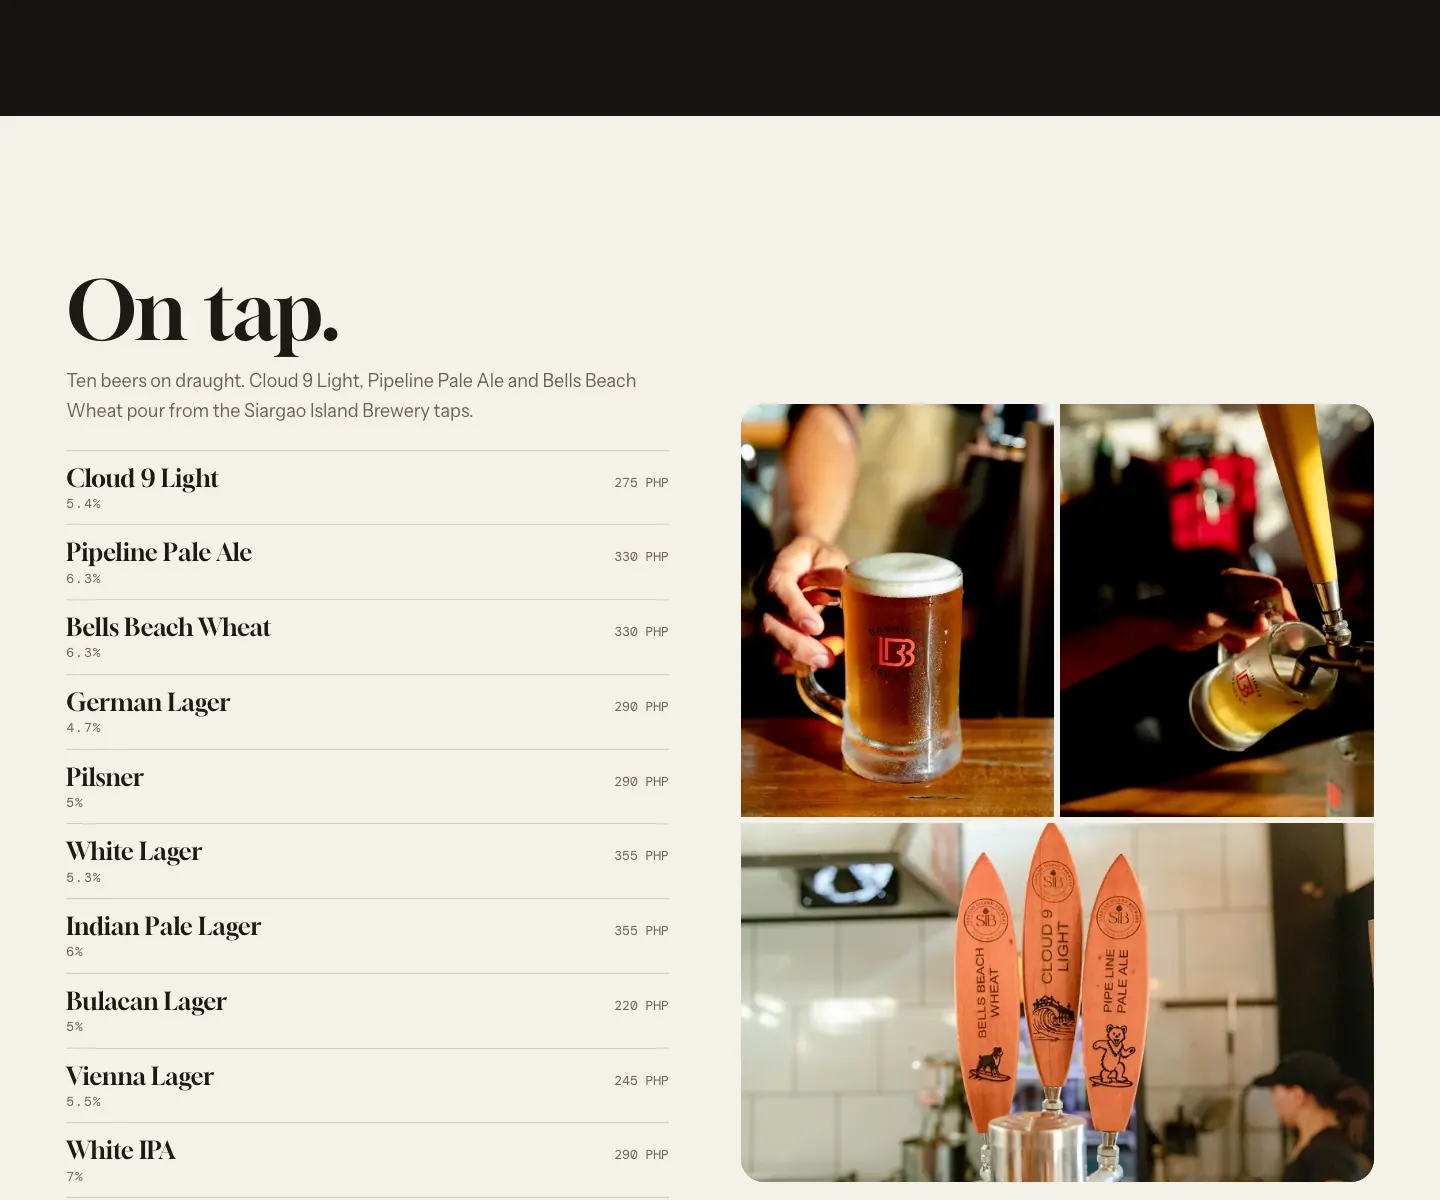 On tap.
Ten beers on draught. Cloud 9 Light, Pipeline Pale Ale and Bells Beach
Wheat pour from the Siargao Island Brewery taps.
Cloud 9 Light
275 PHP
5.4%
Pipeline Pale Ale
330 PHP
6.3%
Bells Beach Wheat
330 PHP
6.3%
German Lager
290 PHP
4.7%
Pilsner
290 PHP
5%
White Lager
355 PHP
5.3%
Indian Pale Lager
355 PHP
6%
Bulacan Lager
220 PHP
5%
Vienna Lager
245 PHP
5.5%
White IPA
290 PHP
7%
SIB
BELLS BEACH
WHEAT
SIB
CLOUD 9
LIGHT
SIB
PIPE LINE
PALE ALE